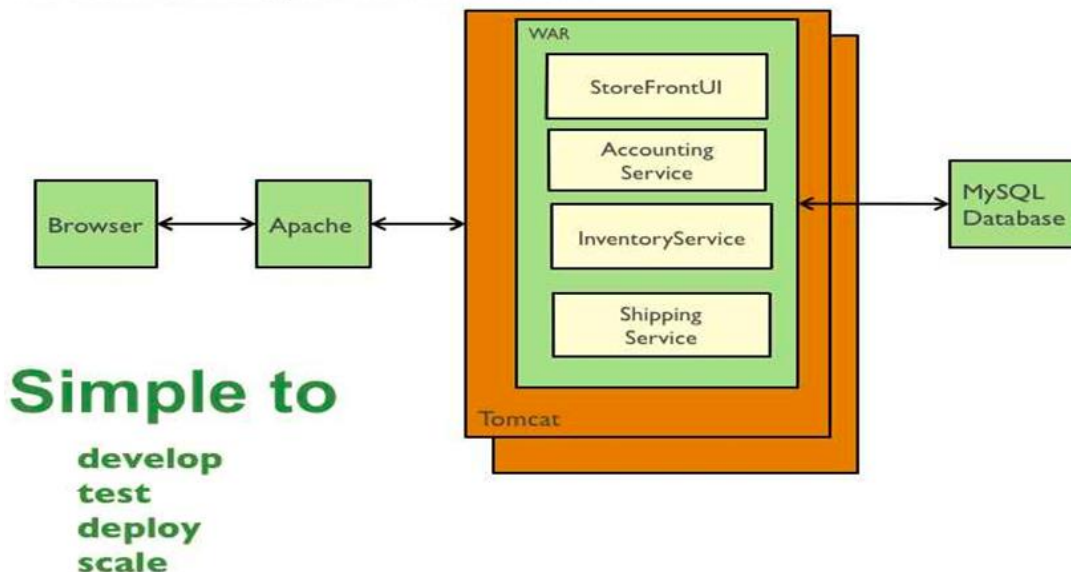 WAR
StoreFrontUI
Accounting
Service
InventoryService
Shipping
Service
Tomcat
Browser
Apache
MySQL
Database
Simple to
develop
test
deploy
scale